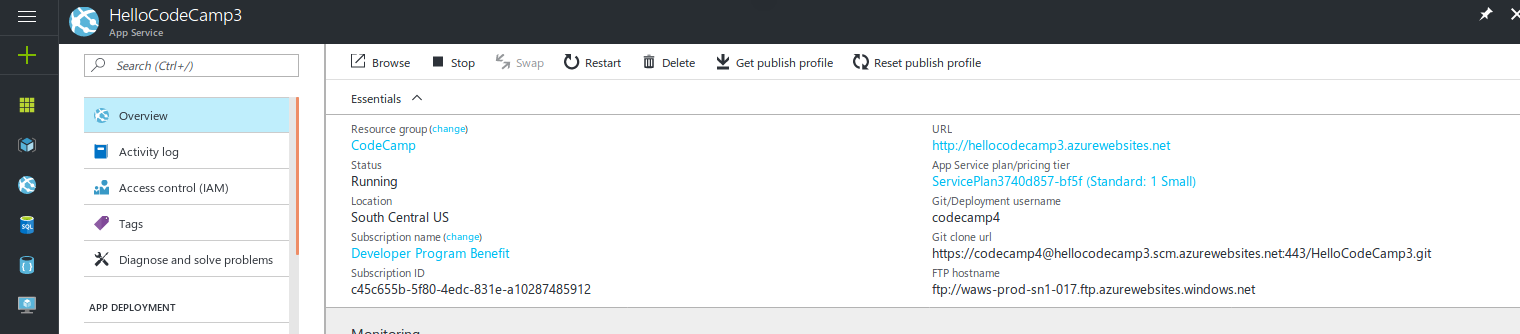 HelloCodeCamp3
App Service
Search (Ctrl+/)
Overview
Activity log
Access control (IAM)
Tags
Diagnose and solve problems
APP DEPLOYMENT
Browse Stop Swap Restart Delete Get publish profile Reset publish profile
Essentials
Resource group (change)
CodeCamp
Status
Running
Location
South Central US
Subscription name (change)
Developer Program Benefit
Subscription ID
c45c655b-5f80-4edc-831e-a10287485912
URL
http://hellocodecamp3.azurewebsites.net
App Service plan/pricing tier
ServicePlan3740d857-bf5f (Standard: 1 Small)
Git/Deployment username
codecamp4
Git clone url
https://codecamp4@hellocodecamp3.scm.azurewebsites.net:443/HelloCodeCamp3.git
FTP hostname
ftp://waws-prod-sn1-017.ftp.azurewebsites.windows.net
Monitoring
SQL